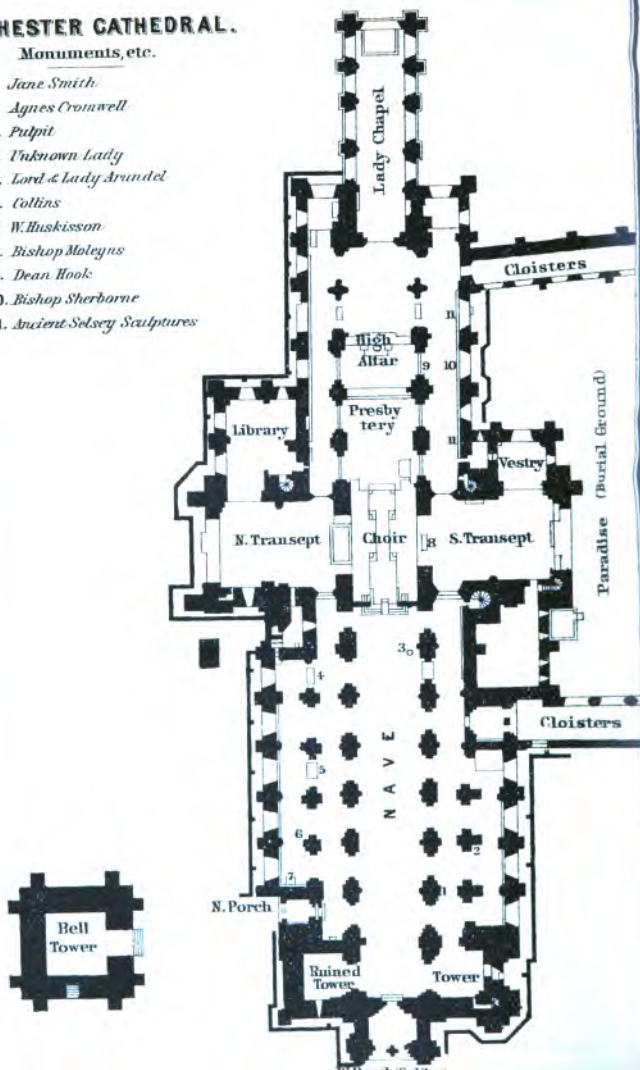 HESTER CATHEDRAL.
Monuments, etc.
Jane Smith
Agnes Cromwell
. Pulpit
Unknown Lady
. Lord & Lady Arundel
. Collins
W. Huskisson
. Bishop Moleyns
. Dean Hook
. Bishop Sherborne
. Ancient Selsey Sculptures
Lady Chapel
Cloisters
11
High
Altar
9
10
Presby
tery
Library
11
Vestry
Paradise (Burial Ground)
N. Transept
Choir
8
S. Transept
3
4
Cloisters
NAVE
5
6
2
7
1
N. Porch
Bell
Tower
Ruined
Tower
Tower